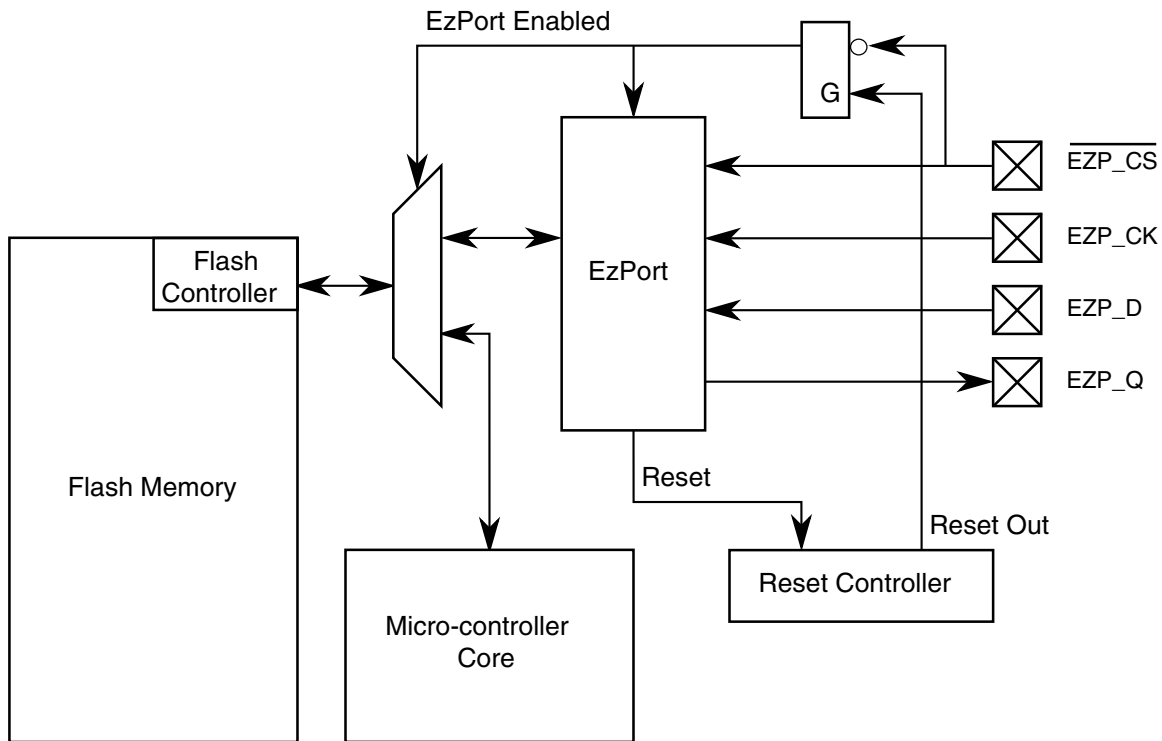 EzPort Enabled
G
EZP_CS
Flash
Controller
EzPort
EZP_CK
EZP_D
EZP_Q
Flash Memory
Reset
Reset Out
Reset Controller
Micro-controller
Core